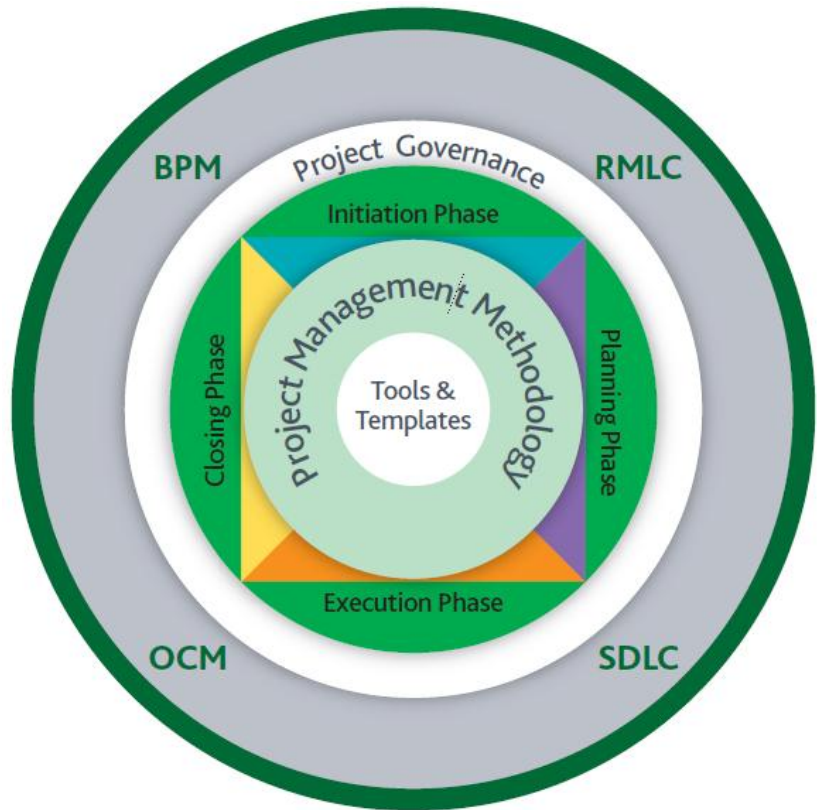 BPM
RMLC
Project Governance
Initiation Phase
Project Management Methodology
Tools &
Templates
Closing Phase
Planning Phase
Execution Phase
OCM
SDLC